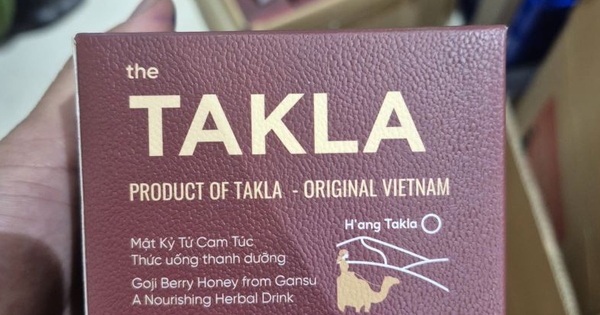 the
TAKLA
PRODUCT OF TAKLA - ORIGINAL VIETNAM
H'ang Takla
Mật Kỷ Tử Cam Túc
Thức uống thanh dưỡng
Goji Berry Honey from Gansu
A Nourishing Herbal Drink